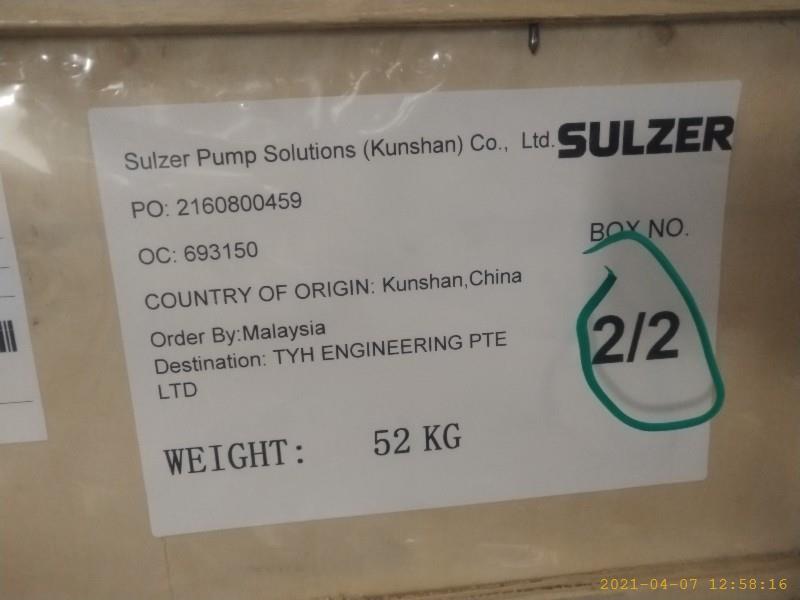 Sulzer Pump Solutions (Kunshan) Co., Ltd. SULZER
PO: 2160800459
OC: 693150
BOX NO.
COUNTRY OF ORIGIN: Kunshan,China
2/2
Order By:Malaysia
Destination: TYH ENGINEERING PTE
LTD
WEIGHT: 52 KG
2021-04-07 12:58:16